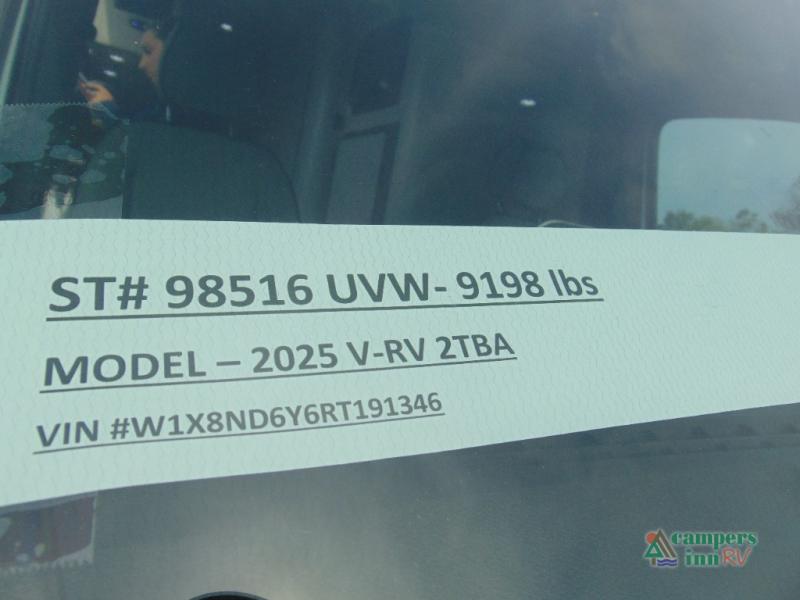 ST# 98516 UVW- 9198 lbs
MODEL – 2025 V-RV 2TBA
VIN #W1X8ND6Y6RT191346
campers
inn RV